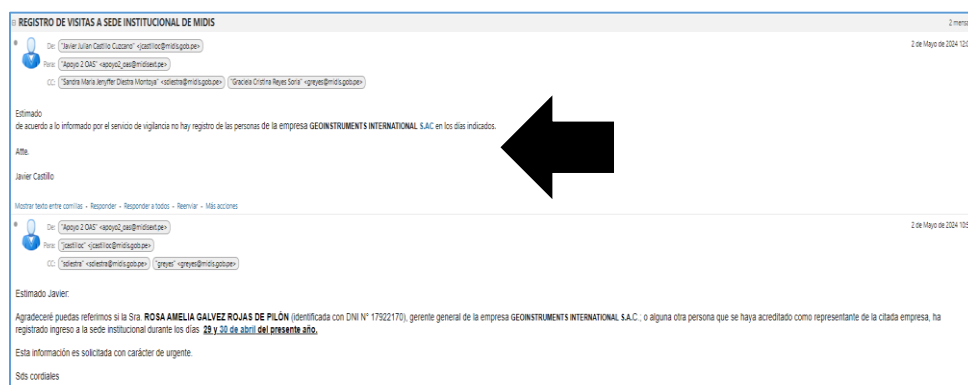 REGISTRO DE VISITAS A SEDE INSTITUCIONAL DE MIDIS
2 mensa
De: "Javier Julian Castillo Cuzcano" <jcastilloc@midis.gob.pe>
2 de Mayo de 2024 12:0
Para: "Apoyo 2 OAS" <apoyo2_oas@midisext.pe>
CC: "Sandra Maria Jenyffer Diestra Montoya" <sdiestra@midis.gob.pe> "Graciela Cristina Reyes Soria" <greyes@midis.gob.pe>
Estimado
de acuerdo a lo informado por el servicio de vigilancia no hay registro de las personas de la empresa GEOINSTRUMENTS INTERNATIONAL S.AC en los días indicados.
Atte.
Javier Castillo
Mostrar texto entre comillas - Responder - Responder a todos - Reenviar - Más acciones
De: "Apoyo 2 OAS" <apoyo2_oas@midisext.pe>
2 de Mayo de 2024 10:5
Para: "jcastilloc" <jcastilloc@midis.gob.pe>
CC: "sdiestra" <sdiestra@midis.gob.pe> "greyes" <greyes@midis.gob.pe>
Estimado Javier:
Agradeceré puedas referirnos si la Sra. ROSA AMELIA GALVEZ ROJAS DE PILÓN (identificada con DNI N° 17922170), gerente general de la empresa GEOINSTRUMENTS INTERNATIONAL S.A.C.; o alguna otra persona que se haya acreditado como representante de la citada empresa, ha
registrado ingreso a la sede institucional durante los días 29 y 30 de abril del presente año.
Esta información es solicitada con carácter de urgente.
Sds cordiales